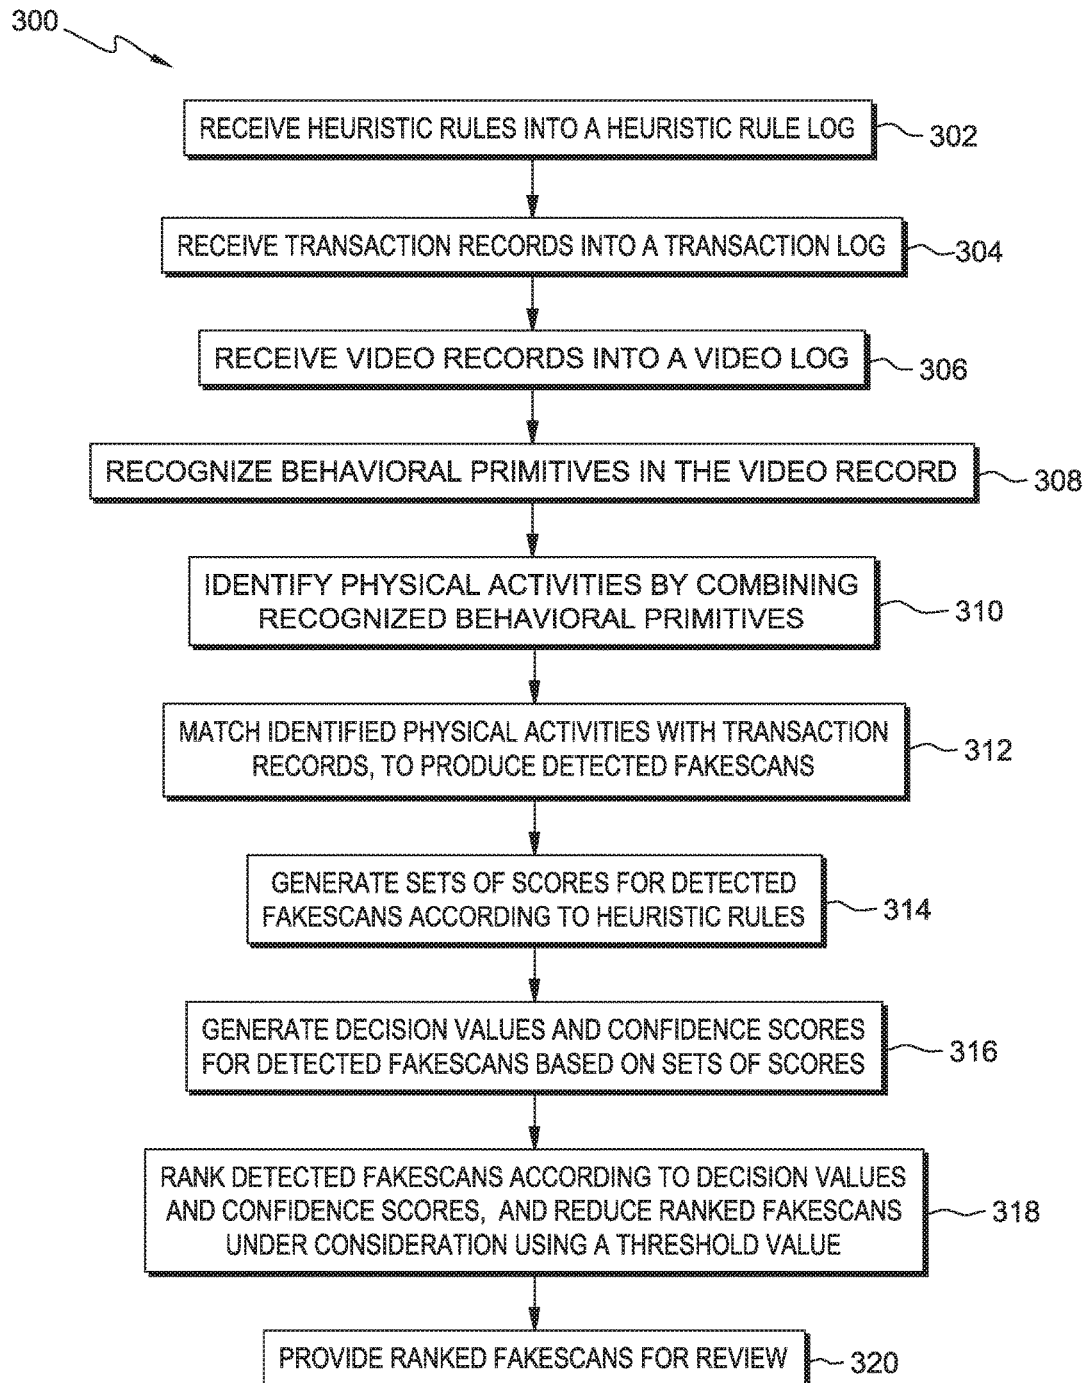 300
RECEIVE HEURISTIC RULES INTO A HEURISTIC RULE LOG
302
RECEIVE TRANSACTION RECORDS INTO A TRANSACTION LOG
304
RECEIVE VIDEO RECORDS INTO A VIDEO LOG
306
RECOGNIZE BEHAVIORAL PRIMITIVES IN THE VIDEO RECORD
308
IDENTIFY PHYSICAL ACTIVITIES BY COMBINING
RECOGNIZED BEHAVIORAL PRIMITIVES
310
MATCH IDENTIFIED PHYSICAL ACTIVITIES WITH TRANSACTION
RECORDS, TO PRODUCE DETECTED FAKESCANS
312
GENERATE SETS OF SCORES FOR DETECTED
FAKESCANS ACCORDING TO HEURISTIC RULES
314
GENERATE DECISION VALUES AND CONFIDENCE SCORES
FOR DETECTED FAKESCANS BASED ON SETS OF SCORES
316
RANK DETECTED FAKESCANS ACCORDING TO DECISION VALUES
AND CONFIDENCE SCORES, AND REDUCE RANKED FAKESCANS
UNDER CONSIDERATION USING A THRESHOLD VALUE
318
PROVIDE RANKED FAKESCANS FOR REVIEW
320